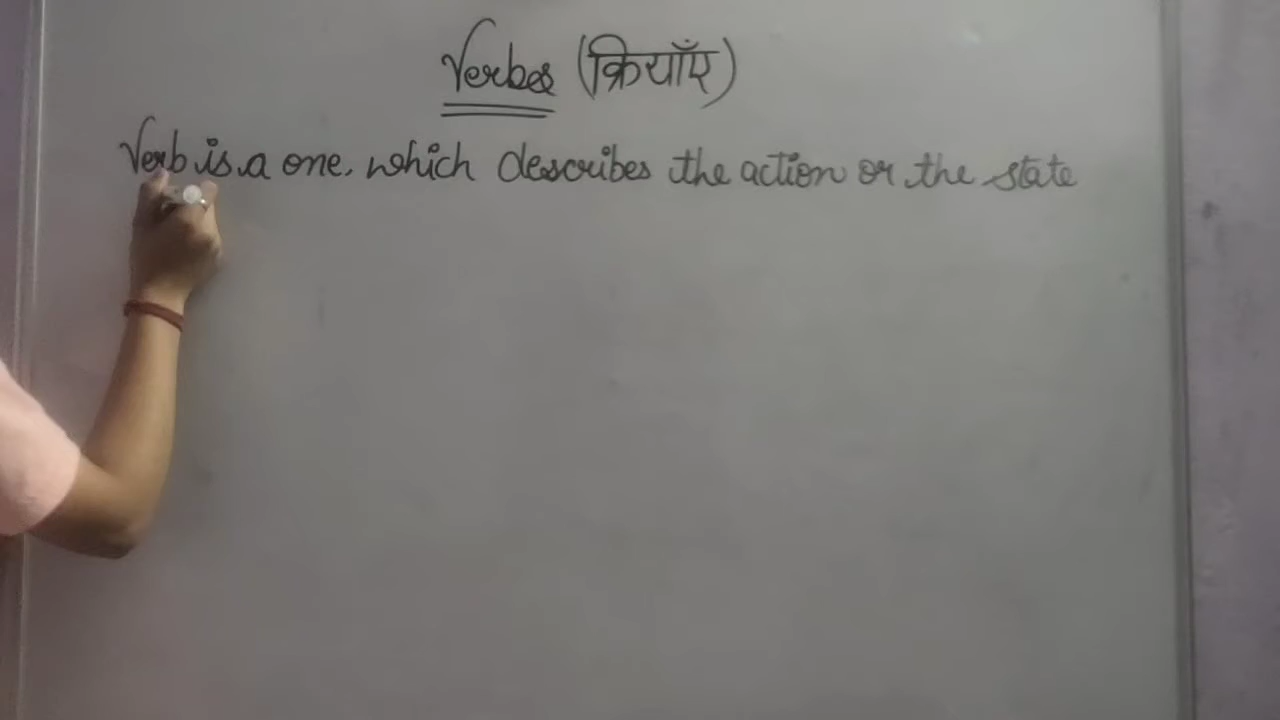 Verbes (क्रियाएँ)
Verb is a one, which describes the action or the state